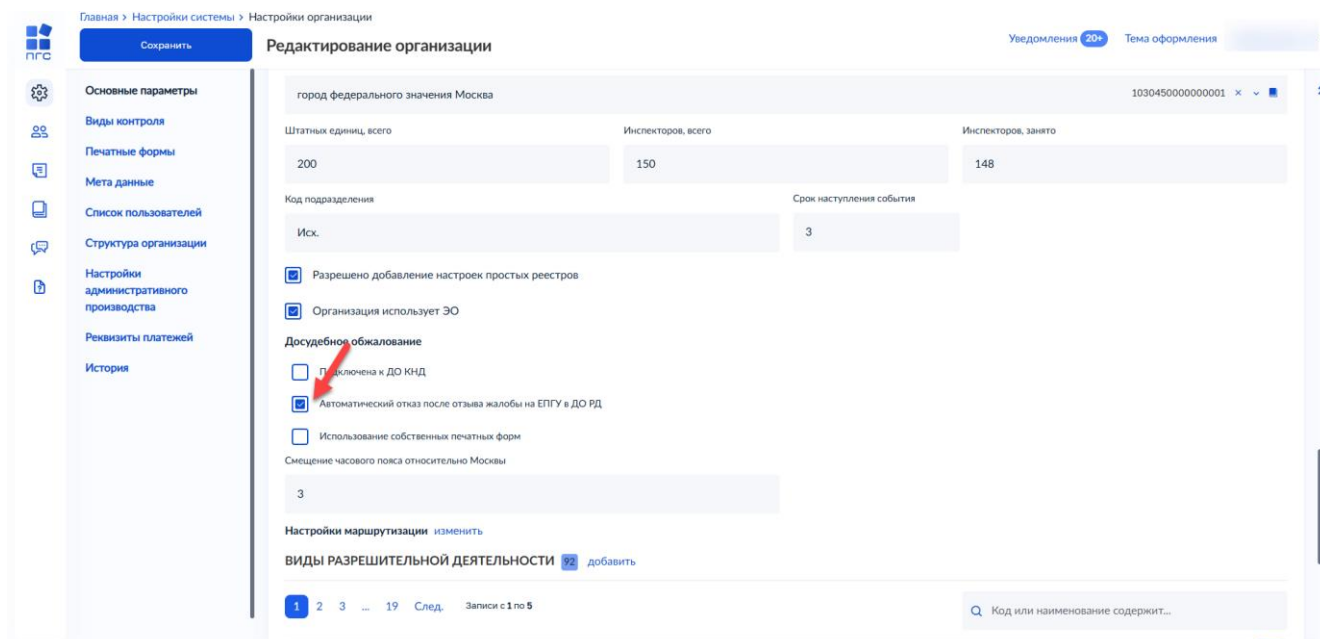 Главная > Настройки системы > Настройки организации
пгс
Сохранить
Редактирование организации
Уведомления 20+
Тема оформления
Основные параметры
Виды контроля
Печатные формы
Мета данные
Список пользователей
Структура организации
Настройки
административного
производства
Реквизиты платежей
История
город федерального значения Москва
1030450000000001
Штатных единиц, всего
Инспекторов, всего
Инспекторов, занято
200
150
148
Код подразделения
Срок наступления события
Исх.
3
Разрешено добавление настроек простых реестров
Организация использует ЭО
Досудебное обжалование
Подключена к ДО КНД
Автоматический отказ после отзыва жалобы на ЕПГУ в ДО РД
Использование собственных печатных форм
Смещение часового пояса относительно Москвы
3
Настройки маршрутизации изменить
ВИДЫ РАЗРЕШИТЕЛЬНОЙ ДЕЯТЕЛЬНОСТИ 92 добавить
1 2 3 ... 19 След. Записи с 1 по 5
Код или наименование содержит...